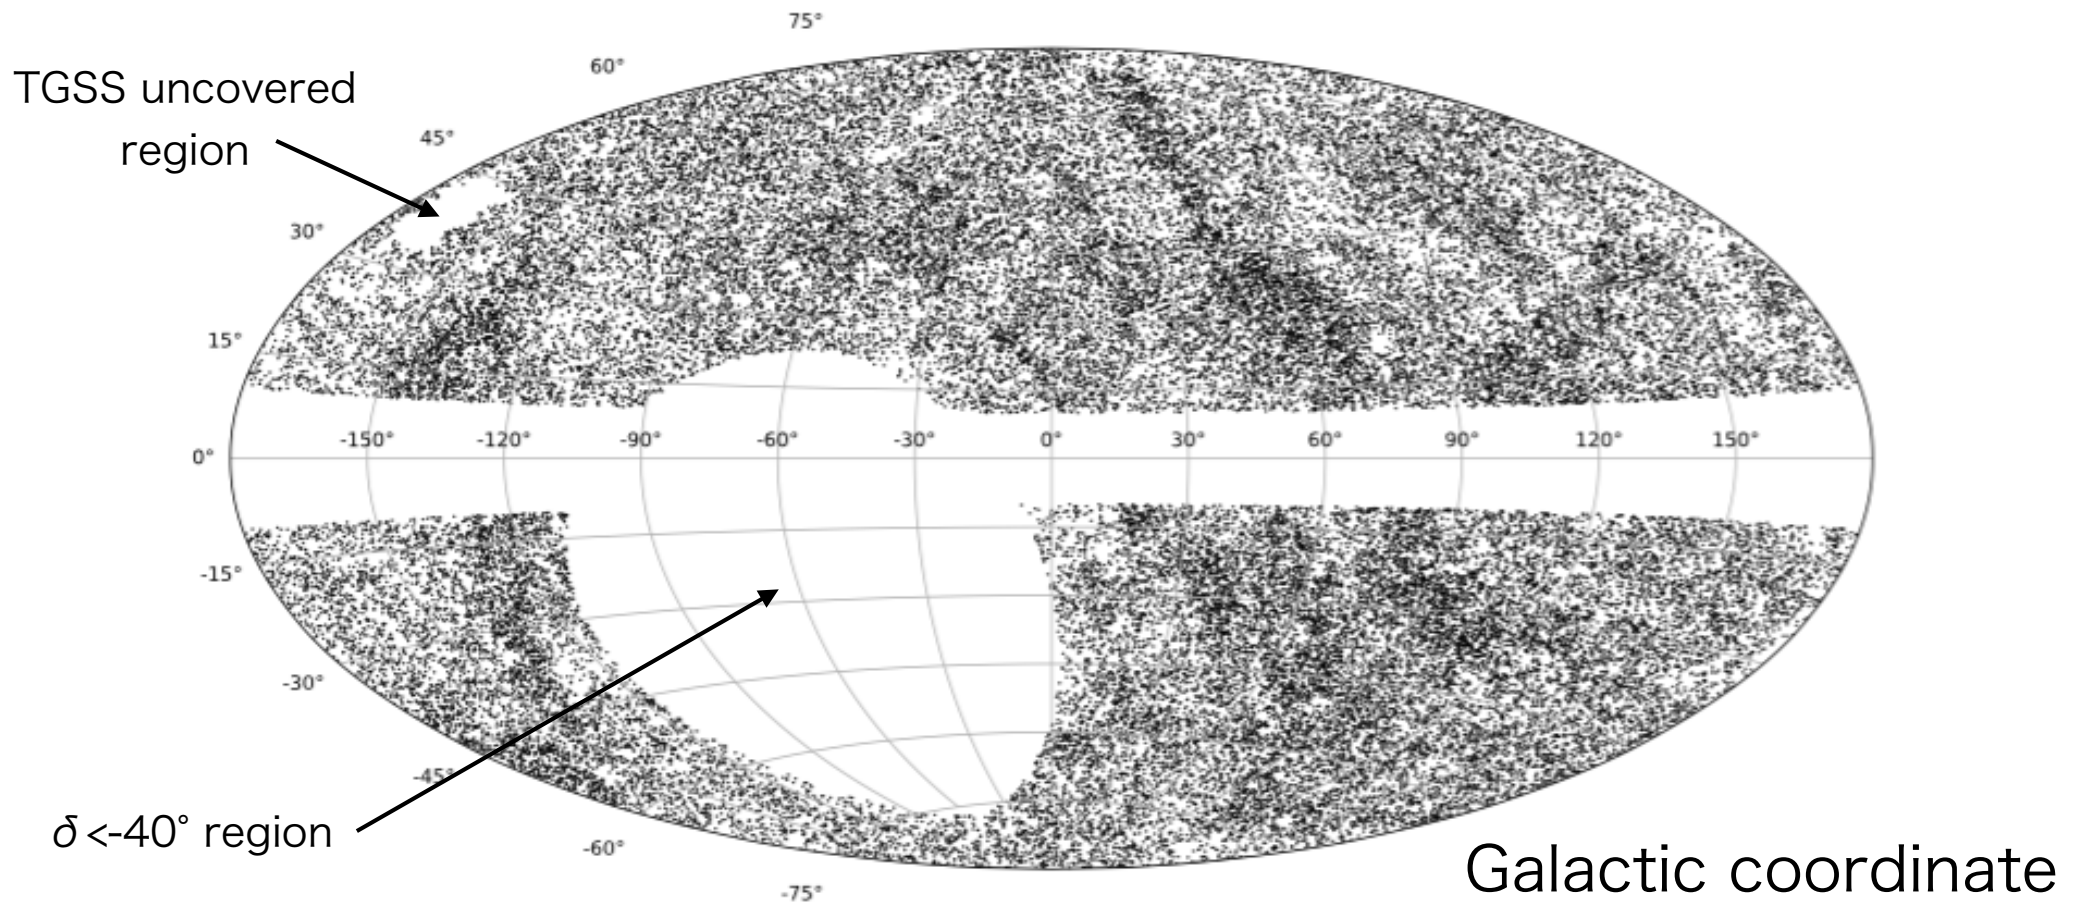 75°
60°
TGSS uncovered
region
45°
30°
15°
-150° -120° -90° -60° -30° 0° 30° 60° 90° 120° 150°
0°
-15°
-30°
-45°
δ<-40° region
-60°
Galactic coordinate
-75°